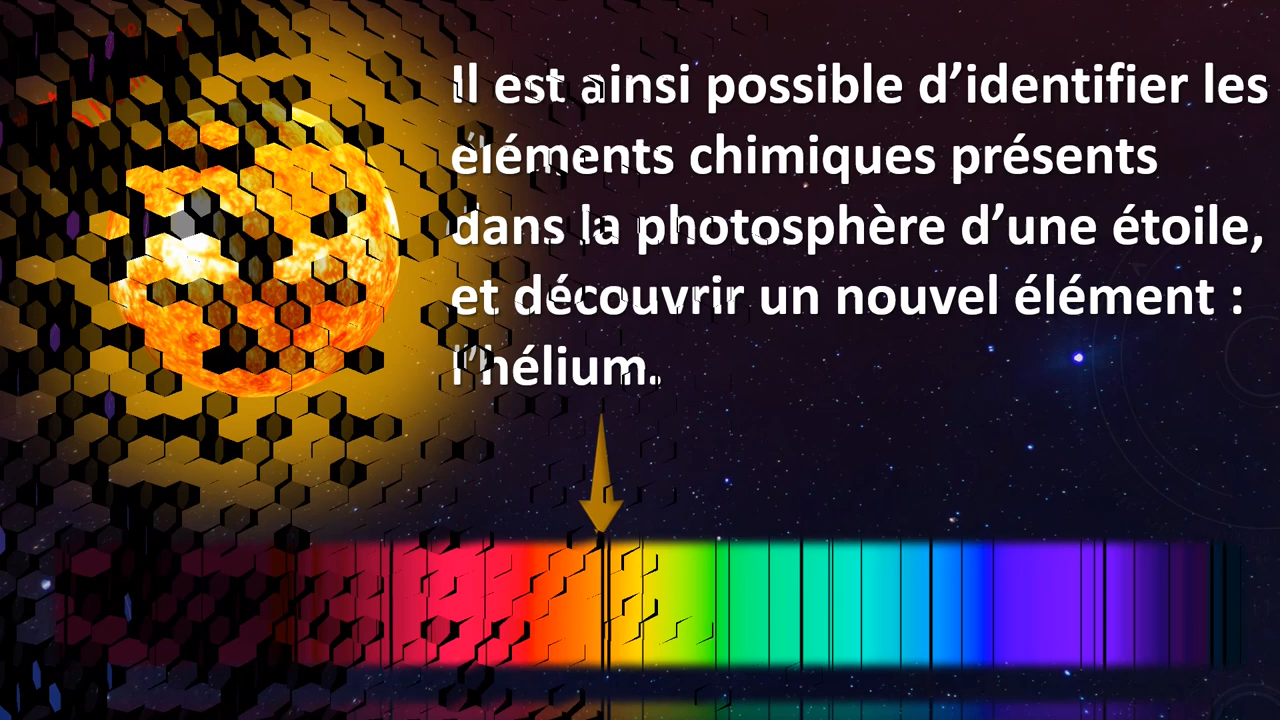 Il est ainsi possible d’identifier les
éléments chimiques présents
dans la photosphère d’une étoile,
et découvrir un nouvel élément :
l’hélium.